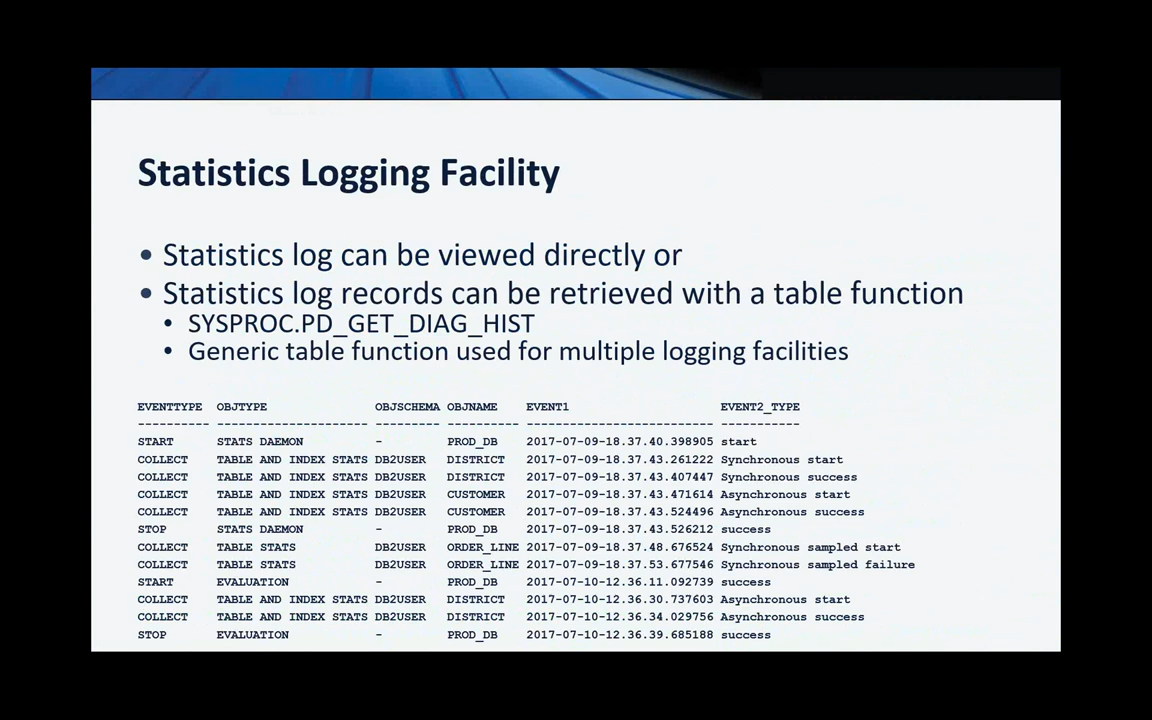 Statistics Logging Facility
• Statistics log can be viewed directly or
• Statistics log records can be retrieved with a table function
• SYSPROC.PD_GET_DIAG_HIST
• Generic table function used for multiple logging facilities
EVENTTYPE OBJTYPE OBJSCHEMA OBJNAME EVENT1 EVENT2_TYPE
---------- --------------------- --------- ---------- -------------------------- -----------
START STATS DAEMON - PROD_DB 2017-07-09-18.37.40.398905 start
COLLECT TABLE AND INDEX STATS DB2USER DISTRICT 2017-07-09-18.37.43.261222 Synchronous start
COLLECT TABLE AND INDEX STATS DB2USER DISTRICT 2017-07-09-18.37.43.407447 Synchronous success
COLLECT TABLE AND INDEX STATS DB2USER CUSTOMER 2017-07-09-18.37.43.471614 Asynchronous start
COLLECT TABLE AND INDEX STATS DB2USER CUSTOMER 2017-07-09-18.37.43.524496 Asynchronous success
STOP STATS DAEMON - PROD_DB 2017-07-09-18.37.43.526212 success
COLLECT TABLE STATS DB2USER ORDER_LINE 2017-07-09-18.37.48.676524 Synchronous sampled start
COLLECT TABLE STATS DB2USER ORDER_LINE 2017-07-09-18.37.53.677546 Synchronous sampled failure
START EVALUATION - PROD_DB 2017-07-10-12.36.11.092739 success
COLLECT TABLE AND INDEX STATS DB2USER DISTRICT 2017-07-10-12.36.30.737603 Asynchronous start
COLLECT TABLE AND INDEX STATS DB2USER DISTRICT 2017-07-10-12.36.34.029756 Asynchronous success
STOP EVALUATION - PROD_DB 2017-07-10-12.36.39.685188 success